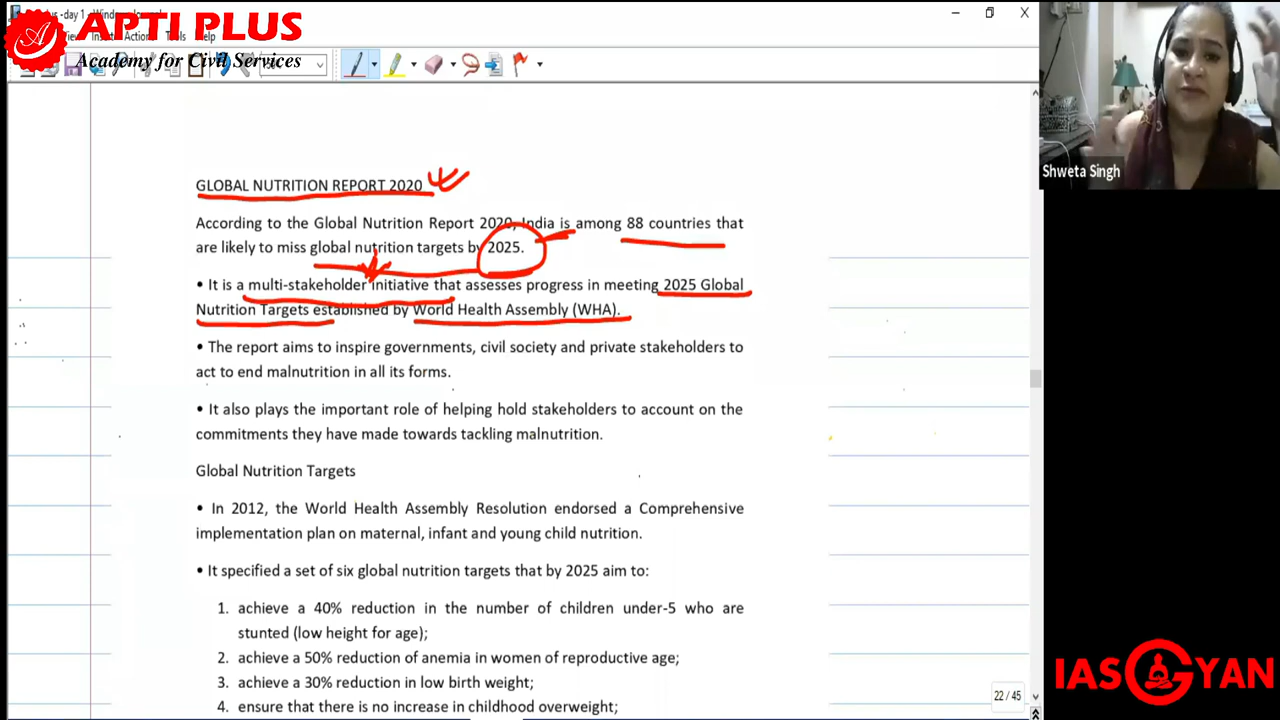 APTI PLUS
Academy for Civil Services
day 1
Actions Tools Help
Shweta Singh
GLOBAL NUTRITION REPORT 2020
According to the Global Nutrition Report 2020, India is among 88 countries that
are likely to miss global nutrition targets by 2025.
• It is a multi-stakeholder initiative that assesses progress in meeting 2025 Global
Nutrition Targets established by World Health Assembly (WHA).
• The report aims to inspire governments, civil society and private stakeholders to
act to end malnutrition in all its forms.
• It also plays the important role of helping hold stakeholders to account on the
commitments they have made towards tackling malnutrition.
Global Nutrition Targets
• In 2012, the World Health Assembly Resolution endorsed a Comprehensive
implementation plan on maternal, infant and young child nutrition.
• It specified a set of six global nutrition targets that by 2025 aim to:
1. achieve a 40% reduction in the number of children under-5 who are
stunted (low height for age);
2. achieve a 50% reduction of anemia in women of reproductive age;
3. achieve a 30% reduction in low birth weight;
4. ensure that there is no increase in childhood overweight;
22 / 45
IAS GYAN